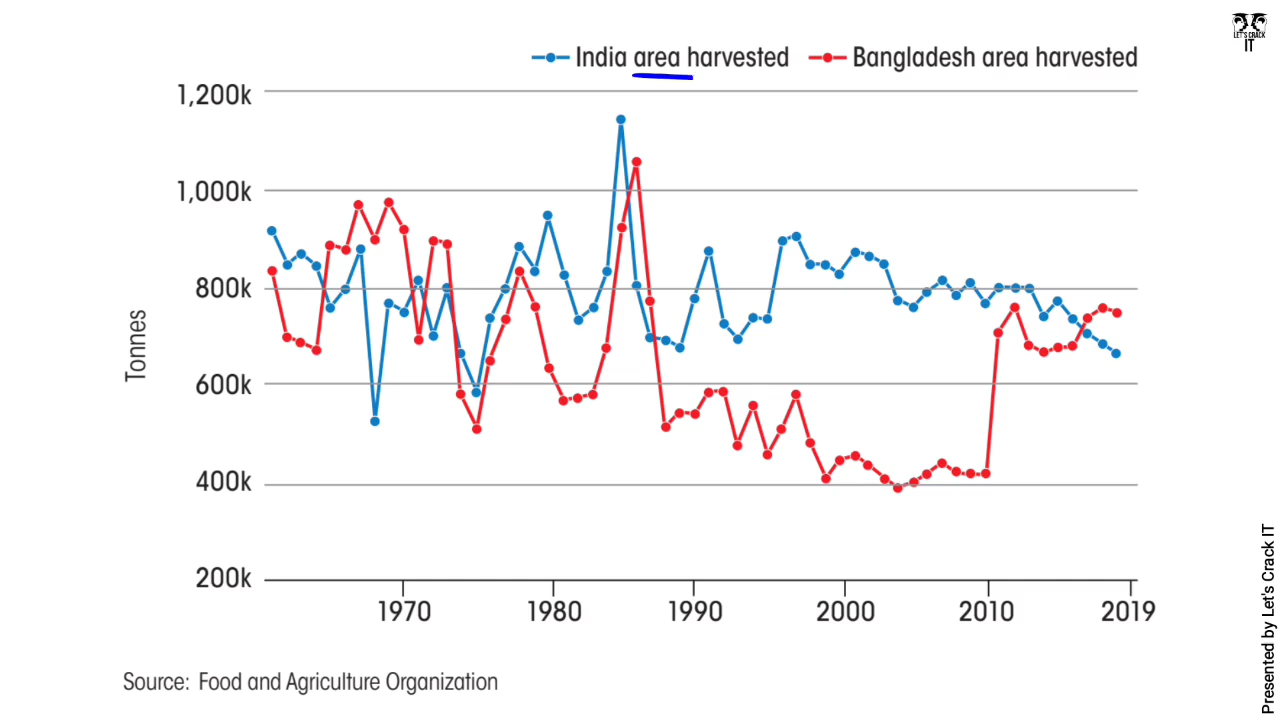 LET'S CRACK
IT
India area harvested
Bangladesh area harvested
1,200k
1,000k
800k
600k
400k
200k
Tonnes
1970
1980
1990
2000
2010
2019
Source: Food and Agriculture Organization
Presented by Let's Crack IT